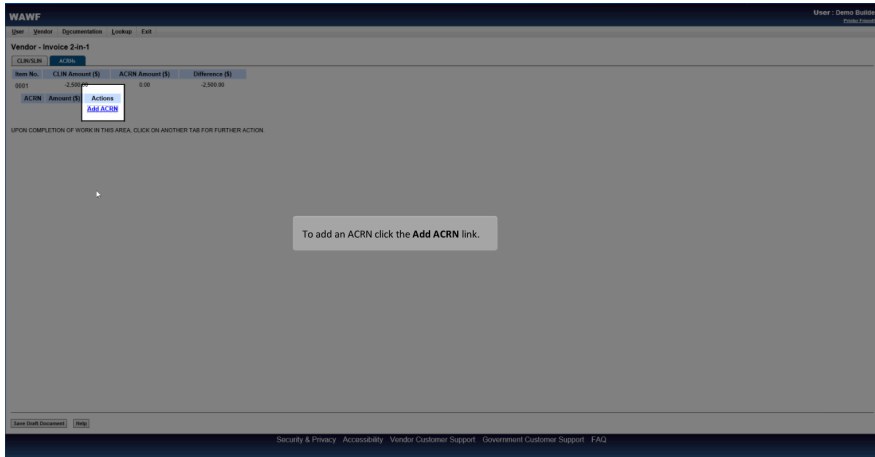 WAWF
User : Demo Builde
User Vendor Documentation Lookup Exit
Vendor - Invoice 2-in-1
CLIN/SLIN ACRNs
Item No. CLIN Amount ($) ACRN Amount ($) Difference ($)
0001 -2,500.00 0.00 -2,500.00
ACRN Amount ($) Actions
Add ACRN
UPON COMPLETION OF WORK IN THIS AREA, CLICK ON ANOTHER TAB FOR FURTHER ACTION.
To add an ACRN click the Add ACRN link.
Save Draft Document Help
Security & Privacy Accessibility Vendor Customer Support Government Customer Support FAQ